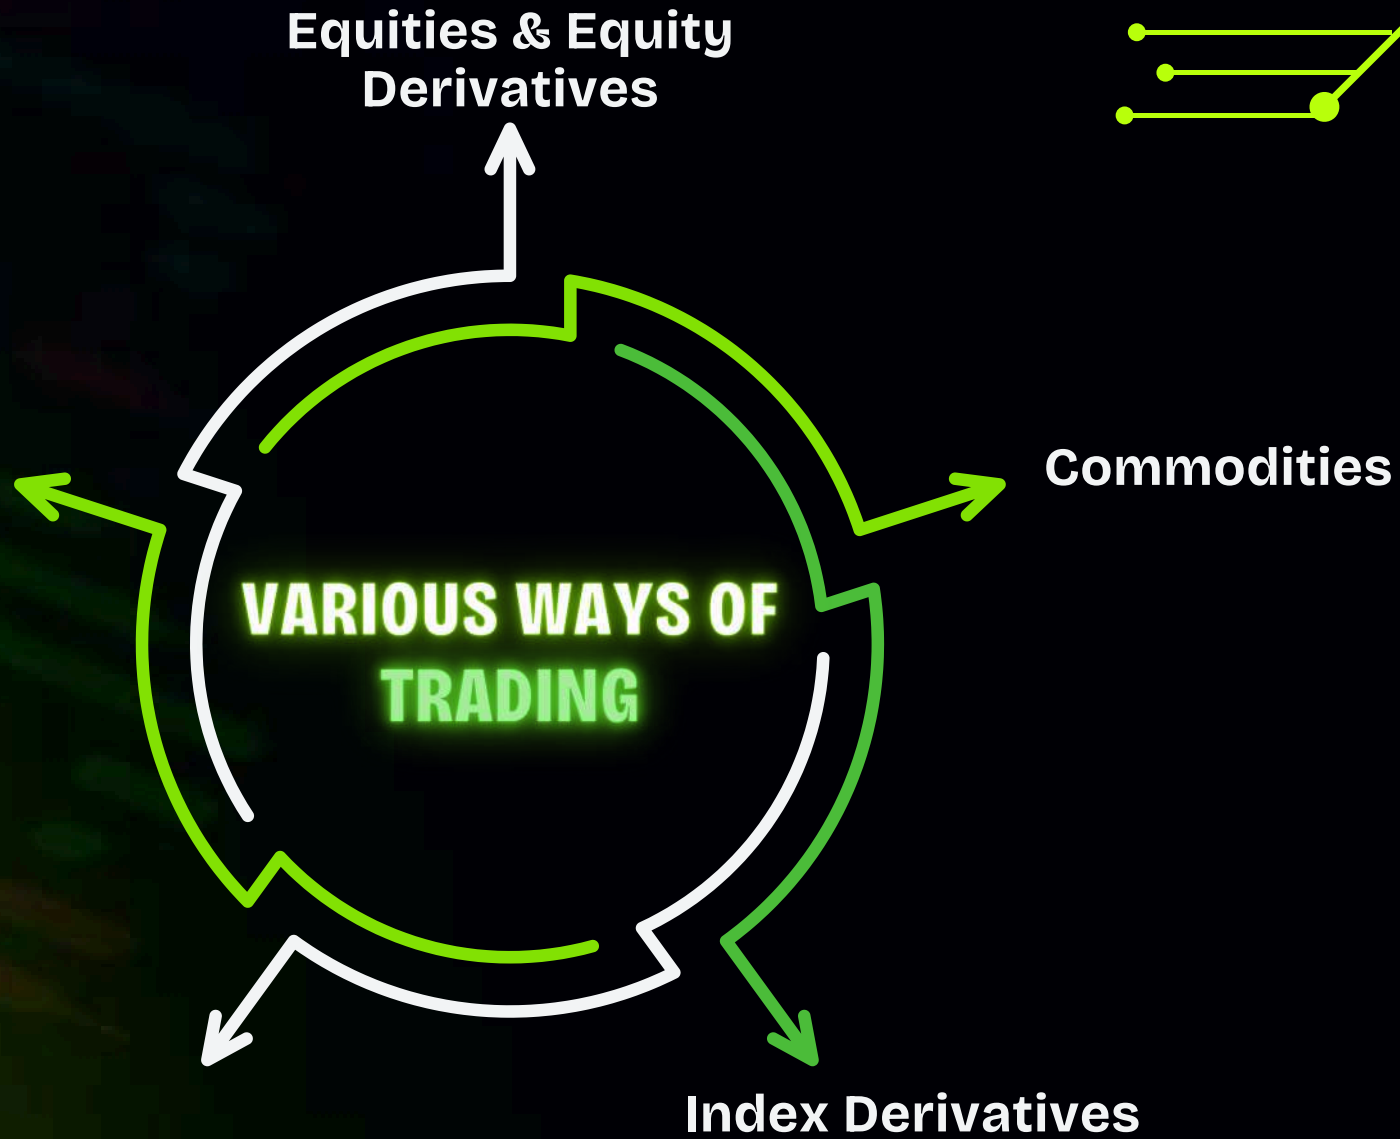 Equities & Equity
Derivatives
Commodities
VARIOUS WAYS OF
TRADING
Index Derivatives